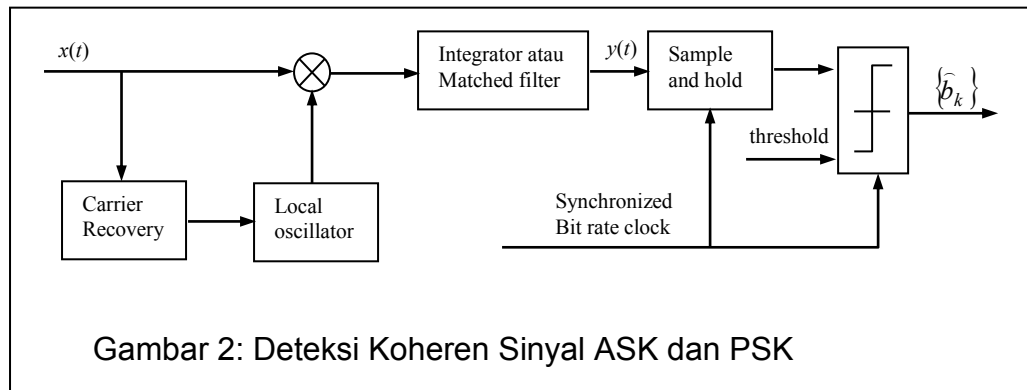 x(t)
Integrator atau
Matched filter
y(t)
Sample
and hold
{b̂_k}
threshold
Carrier
Recovery
Local
oscillator
Synchronized
Bit rate clock
Gambar 2: Deteksi Koheren Sinyal ASK dan PSK